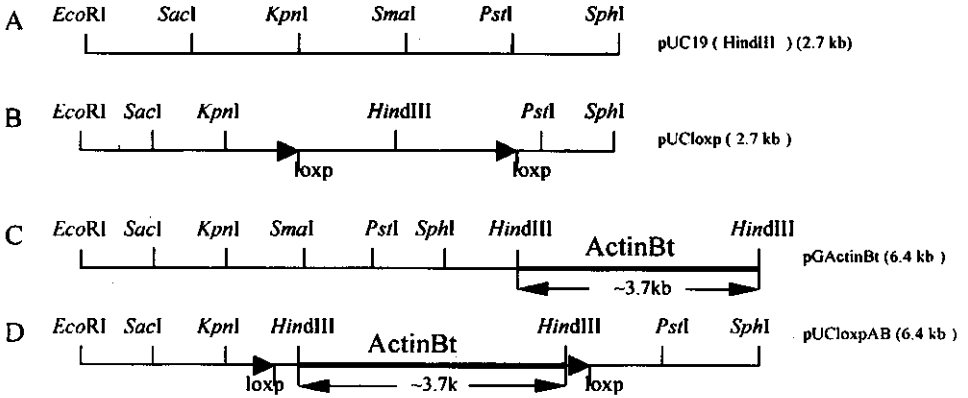 A EcoRI SacI KpnI SmaI PstI SphI
pUC19 ( HindIII ) (2.7 kb)
B EcoRI SacI KpnI HindIII PstI SphI
pUCloxp ( 2.7 kb )
loxp loxp
C EcoRI SacI KpnI SmaI PstI SphI HindIII ActinBt HindIII
pGActinBt (6.4 kb )
~3.7kb
D EcoRI SacI KpnI HindIII ActinBt HindIII PstI SphI
pUCloxpAB (6.4 kb )
loxp ~3.7k loxp